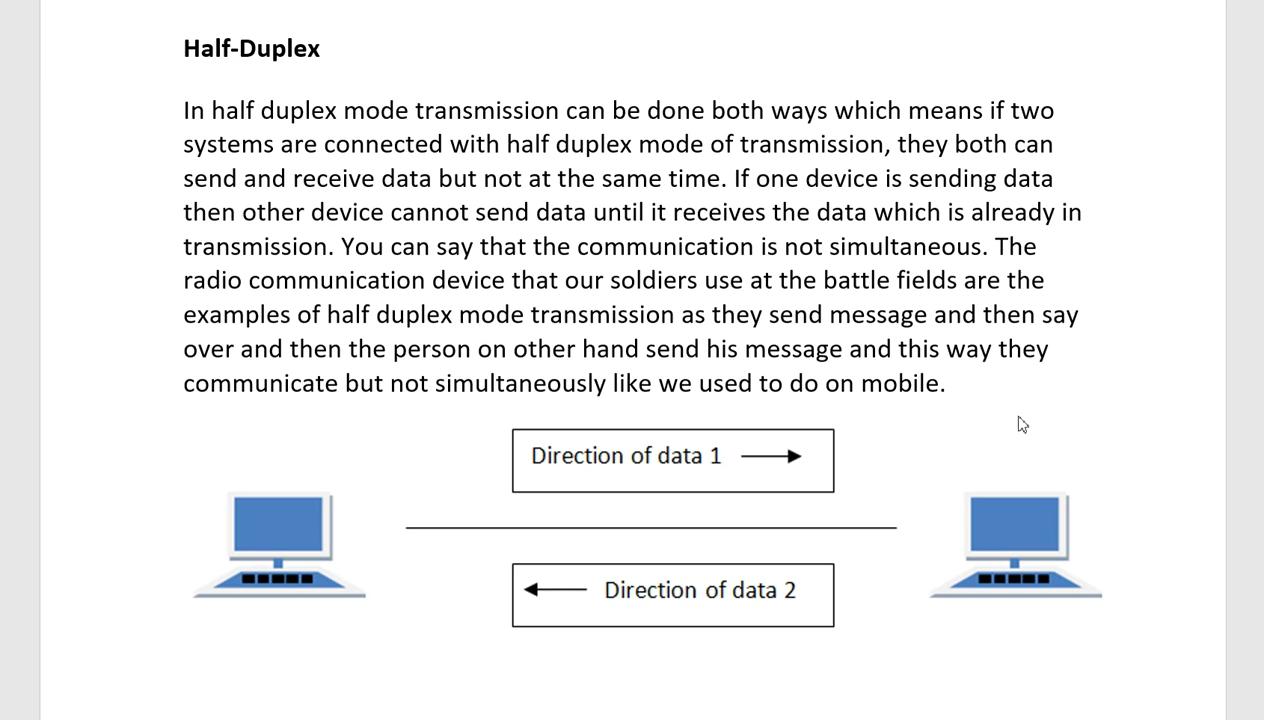 Half-Duplex
In half duplex mode transmission can be done both ways which means if two
systems are connected with half duplex mode of transmission, they both can
send and receive data but not at the same time. If one device is sending data
then other device cannot send data until it receives the data which is already in
transmission. You can say that the communication is not simultaneous. The
radio communication device that our soldiers use at the battle fields are the
examples of half duplex mode transmission as they send message and then say
over and then the person on other hand send his message and this way they
communicate but not simultaneously like we used to do on mobile.
Direction of data 1
Direction of data 2